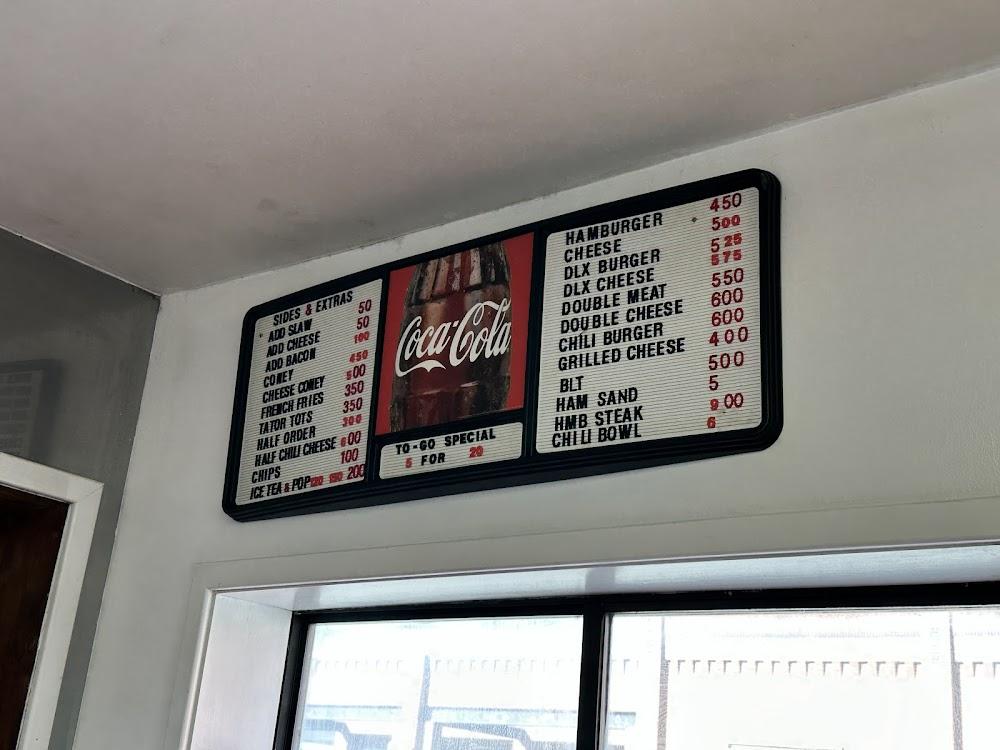 SIDES & EXTRAS
ADD SLAW 50
ADD CHEESE 50
ADD BACON 100
CONEY 450
CHEESE CONEY 500
FRENCH FRIES 350
TATOR TOTS 350
HALF ORDER 300
HALF CHILI CHEESE 600
CHIPS 100
ICE TEA & POP 200
Coca-Cola
TO-GO SPECIAL
5 FOR 20
HAMBURGER 450
CHEESE 500
DLX BURGER 525
DLX CHEESE 575
DOUBLE MEAT 550
DOUBLE CHEESE 600
CHILI BURGER 600
GRILLED CHEESE 400
BLT 500
HAM SAND 5
HMB STEAK 9.00
CHILI BOWL 6